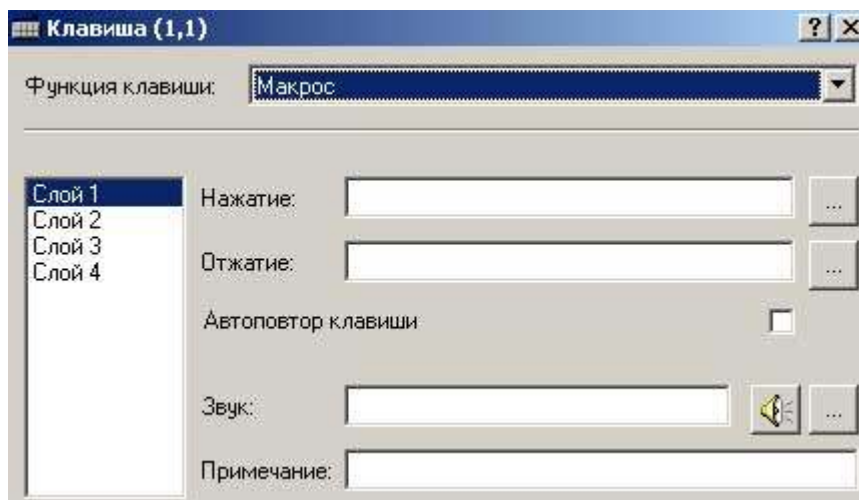 Клавиша (1,1)
Функция клавиши: Макрос
Слой 1
Слой 2
Слой 3
Слой 4
Нажатие: ...
Отжатие: ...
Автоповтор клавиши
Звук: ...
Примечание: